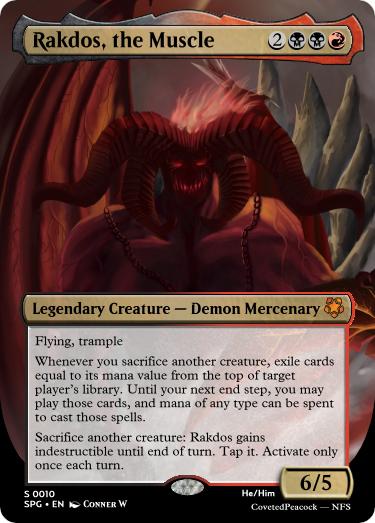 Rakdos, the Muscle 2
Legendary Creature — Demon Mercenary
Flying, trample
Whenever you sacrifice another creature, exile cards
equal to its mana value from the top of target
player's library. Until your next end step, you may
play those cards, and mana of any type can be spent
to cast those spells.
Sacrifice another creature: Rakdos gains
indestructible until end of turn. Tap it. Activate only
once each turn.
6/5
S 0010 He/Him
SPG • EN Conner W CovetedPeacock — NFS